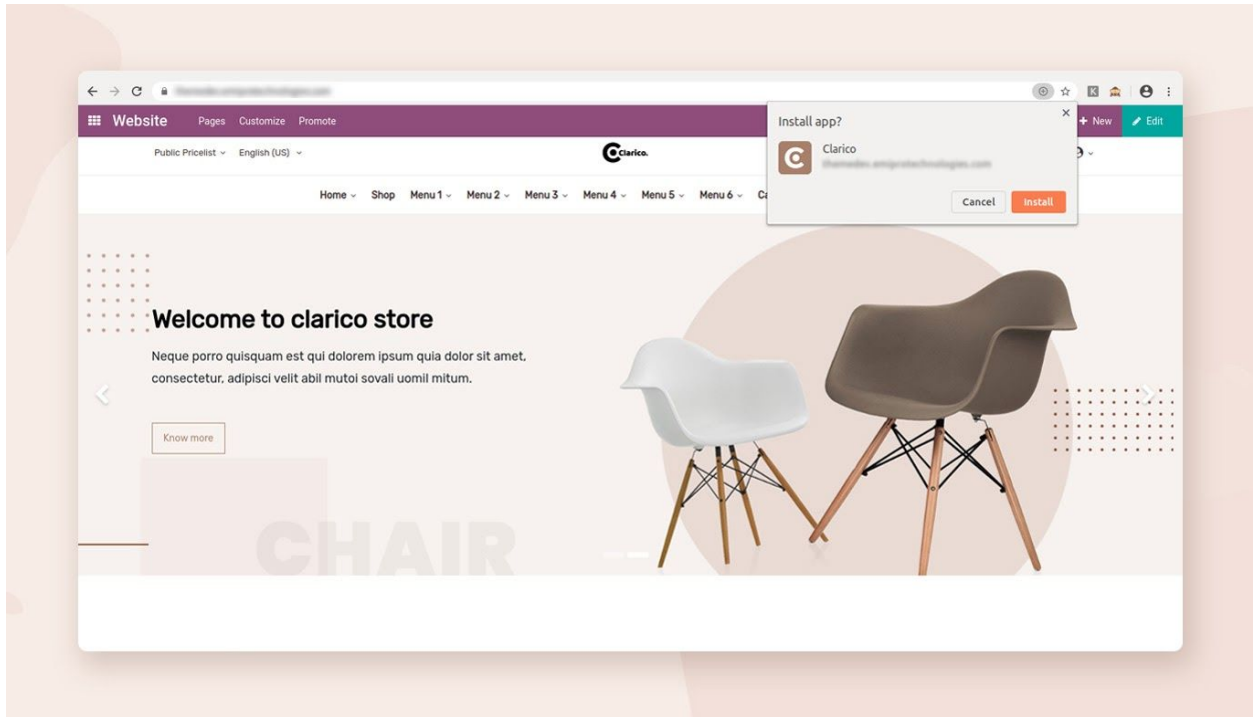 Website Pages Customize Promote
+ New Edit
Install app?
Clarico
Cancel Install
Public Pricelist English (US)
Clarico.
Home Shop Menu 1 Menu 2 Menu 3 Menu 4 Menu 5 Menu 6
Welcome to clarico store
Neque porro quisquam est qui dolorem ipsum quia dolor sit amet,
consectetur, adipisci velit abil mutoi sovali uomil mitum.
Know more
CHAIR